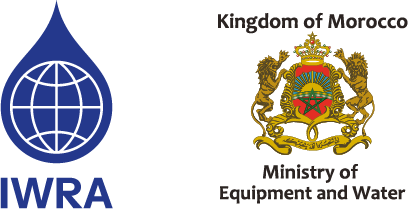 IWRA
Kingdom of Morocco
Ministry of
Equipment and Water